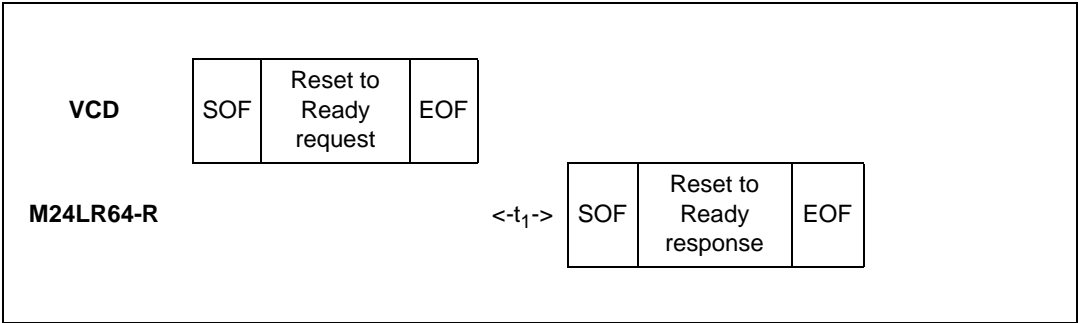 VCD
SOF
Reset to
Ready
request
EOF
M24LR64-R
<-t₁->
SOF
Reset to
Ready
response
EOF